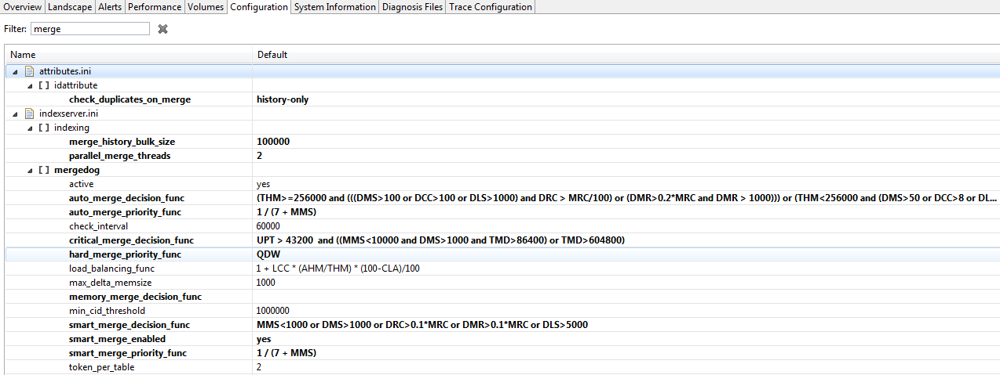 Overview Landscape Alerts Performance Volumes Configuration System Information Diagnosis Files Trace Configuration
Filter: merge
Name Default
attributes.ini
[ ] idattribute
check_duplicates_on_merge history-only
indexserver.ini
[ ] indexing
merge_history_bulk_size 100000
parallel_merge_threads 2
[ ] mergedog
active yes
auto_merge_decision_func (THM>=256000 and (((DMS>100 or DCC>100 or DLS>1000) and DRC > MRC/100) or (DMR>0.2*MRC and DMR > 1000))) or (THM<256000 and (DMS>50 or DCC>8 or DL...
auto_merge_priority_func 1 / (7 + MMS)
check_interval 60000
critical_merge_decision_func UPT > 43200 and ((MMS<10000 and DMS>1000 and TMD>86400) or TMD>604800)
hard_merge_priority_func QDW
load_balancing_func 1 + LCC * (AHM/THM) * (100-CLA)/100
max_delta_memsize 1000
memory_merge_decision_func
min_cid_threshold 1000000
smart_merge_decision_func MMS<1000 or DMS>1000 or DRC>0.1*MRC or DMR>0.1*MRC or DLS>5000
smart_merge_enabled yes
smart_merge_priority_func 1 / (7 + MMS)
token_per_table 2